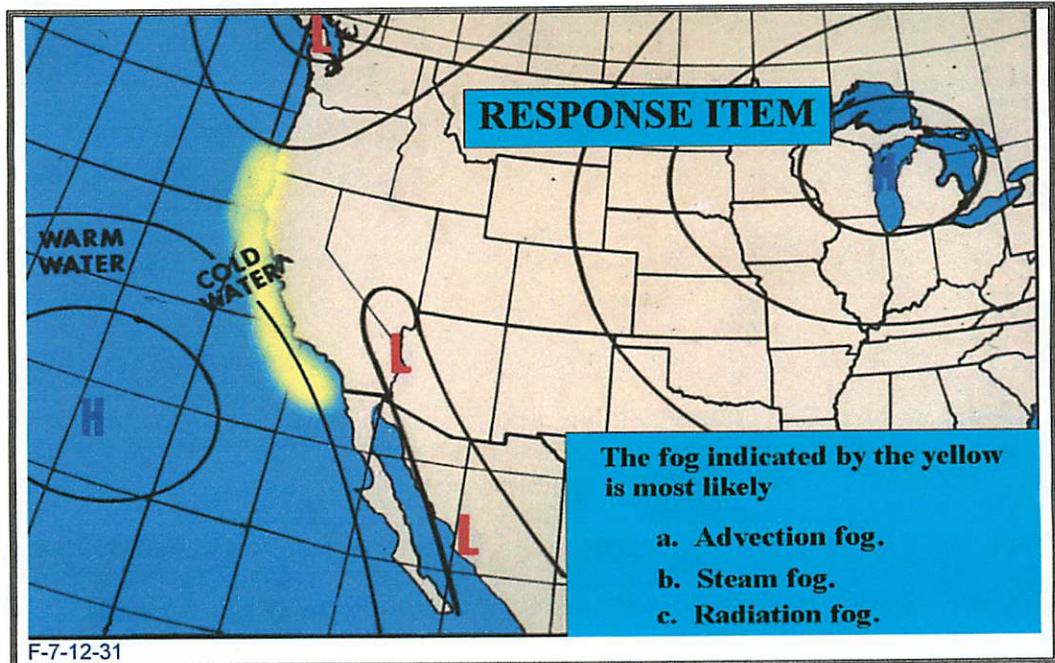 L
RESPONSE ITEM
H
WARM
WATER
COLD
WATER
L
H
The fog indicated by the yellow
is most likely
a. Advection fog.
b. Steam fog.
c. Radiation fog.
L
F-7-12-31